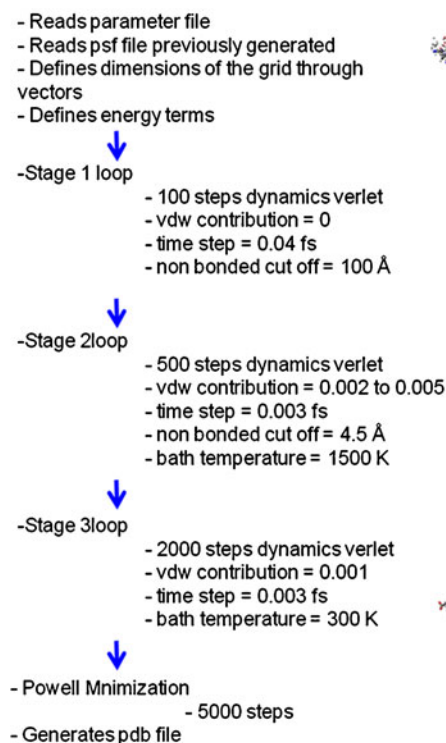 - Reads parameter file
- Reads psf file previously generated
- Defines dimensions of the grid through
vectors
- Defines energy terms
-Stage 1 loop
- 100 steps dynamics verlet
- vdw contribution = 0
- time step = 0.04 fs
- non bonded cut off = 100 Å
-Stage 2loop
- 500 steps dynamics verlet
- vdw contribution = 0.002 to 0.005
- time step = 0.003 fs
- non bonded cut off = 4.5 Å
- bath temperature = 1500 K
-Stage 3loop
- 2000 steps dynamics verlet
- vdw contribution = 0.001
- time step = 0.003 fs
- bath temperature = 300 K
- Powell Mnimization
- 5000 steps
- Generates pdb file